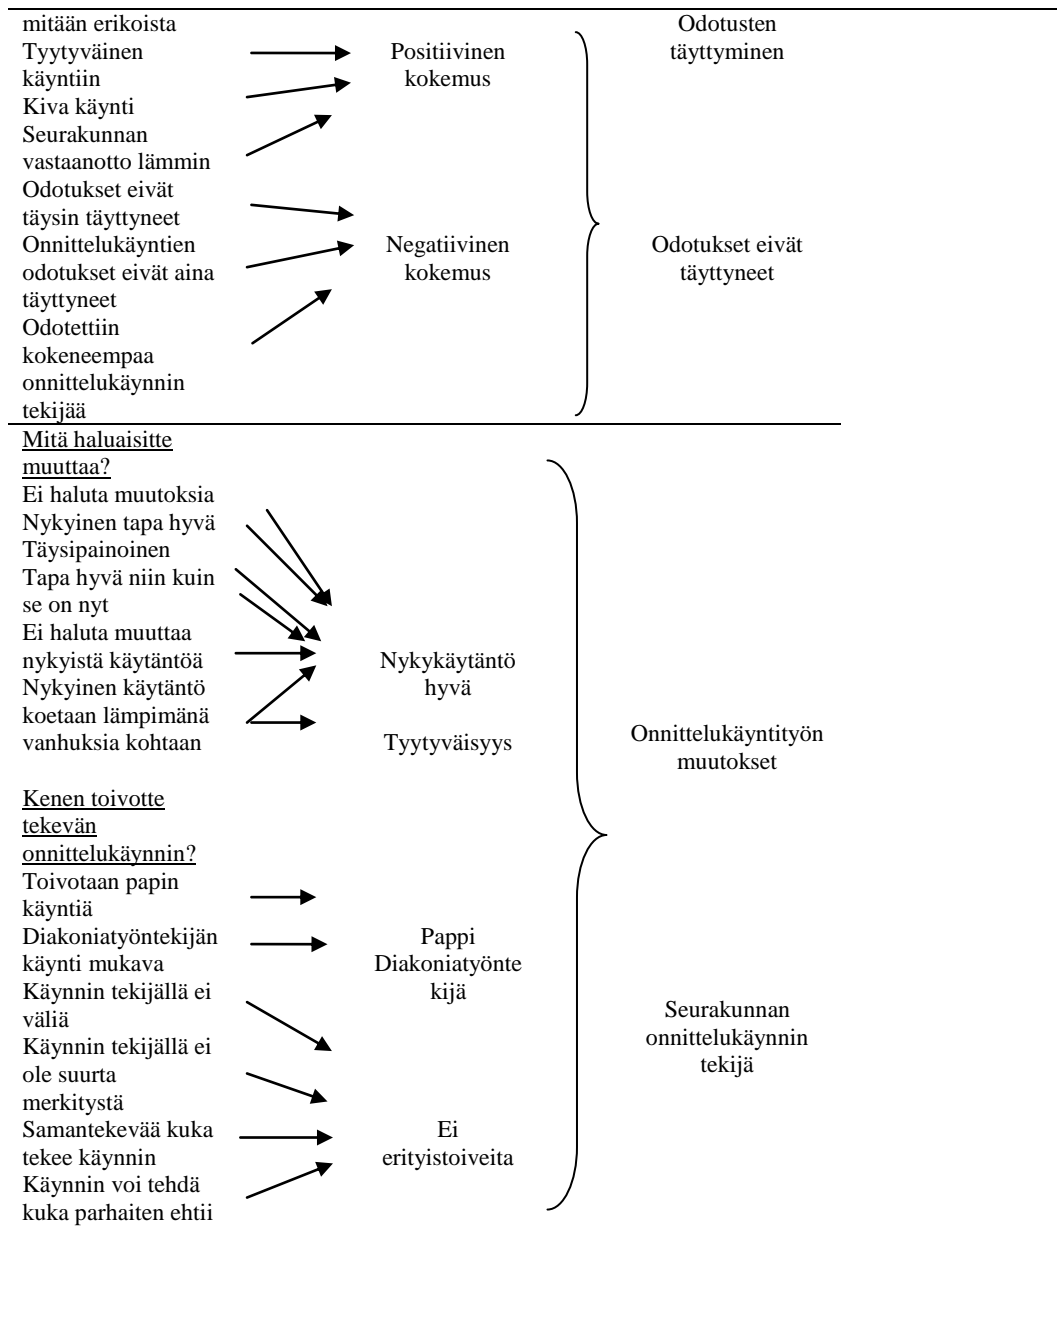 mitään erikoista
Tyytyväinen
käyntiin
Kiva käynti
Seurakunnan
vastaanotto lämmin
Odotukset eivät
täysin täyttyneet
Onnittelukäyntien
odotukset eivät aina
täyttyneet
Odotettiin
kokeneempaa
onnittelukäynnin
tekijää
Positiivinen
kokemus
Negatiivinen
kokemus
Odotusten
täyttyminen
Odotukset eivät
täyttyneet
Mitä haluaisitte
muuttaa?
Ei haluta muutoksia
Nykyinen tapa hyvä
Täysipainoinen
Tapa hyvä niin kuin
se on nyt
Ei haluta muuttaa
nykyistä käytäntöä
Nykyinen käytäntö
koetaan lämpimänä
vanhuksia kohtaan
Nykykäytäntö
hyvä
Tyytyväisyys
Onnittelukäyntityön
muutokset
Kenen toivotte
tekevän
onnittelukäynnin?
Toivotaan papin
käyntiä
Diakoniatyöntekijän
käynti mukava
Käynnin tekijällä ei
väliä
Käynnin tekijällä ei
ole suurta
merkitystä
Samantekevää kuka
tekee käynnin
Käynnin voi tehdä
kuka parhaiten ehtii
Pappi
Diakoniatyönte
kijä
Ei
erityistoiveita
Seurakunnan
onnittelukäynnin
tekijä